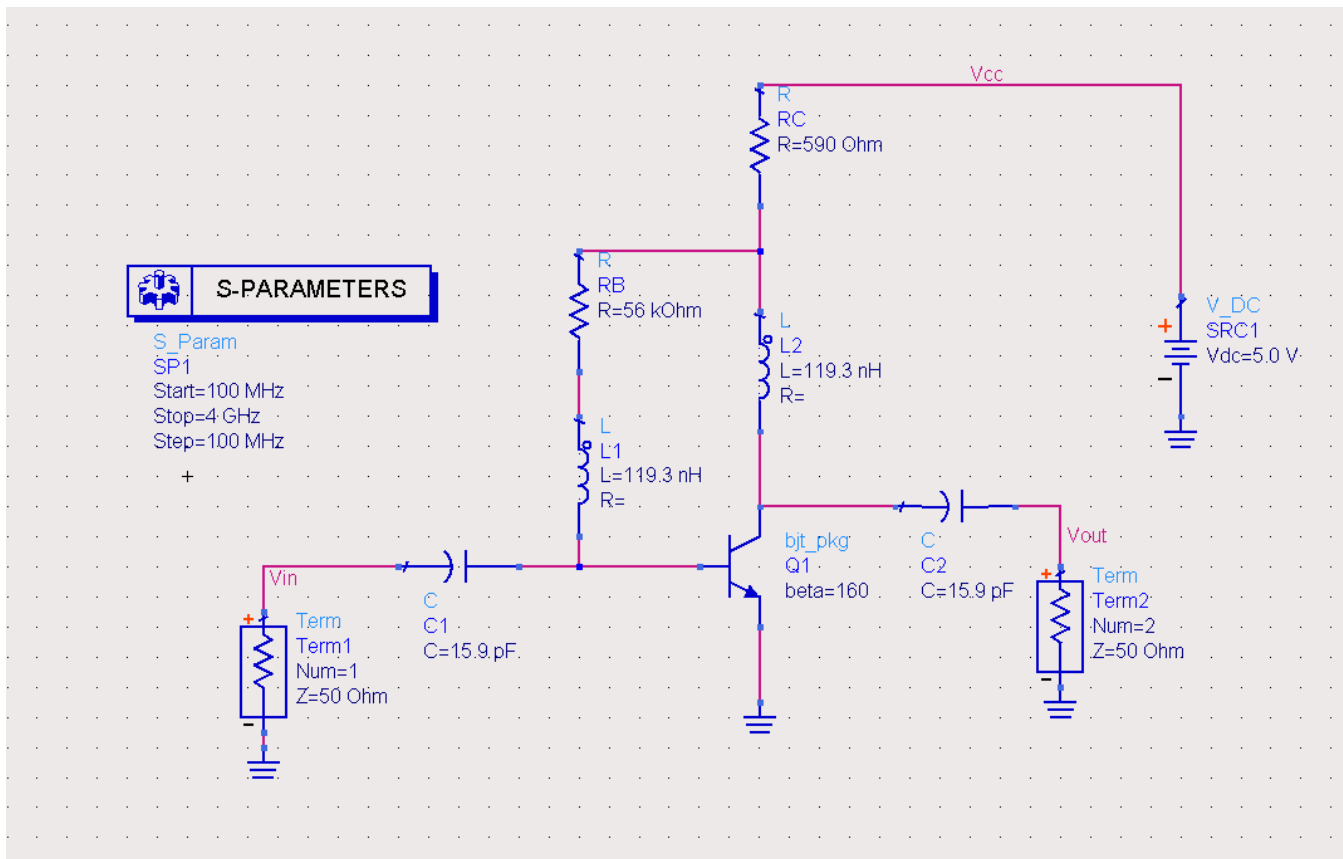 Vcc
R
RC
R=590 Ohm
R
RB
R=56 kOhm
S-PARAMETERS
S_Param
SP1
Start=100 MHz
Stop=4 GHz
Step=100 MHz
L
L2
L=119.3 nH
R=
V_DC
SRC1
Vdc=5.0 V
L
L1
L=119.3 nH
R=
bjt_pkg
Q1
beta=160
C
C2
C=15.9 pF
Vout
Vin
C
C1
C=15.9 pF
Term
Term1
Num=1
Z=50 Ohm
Term
Term2
Num=2
Z=50 Ohm